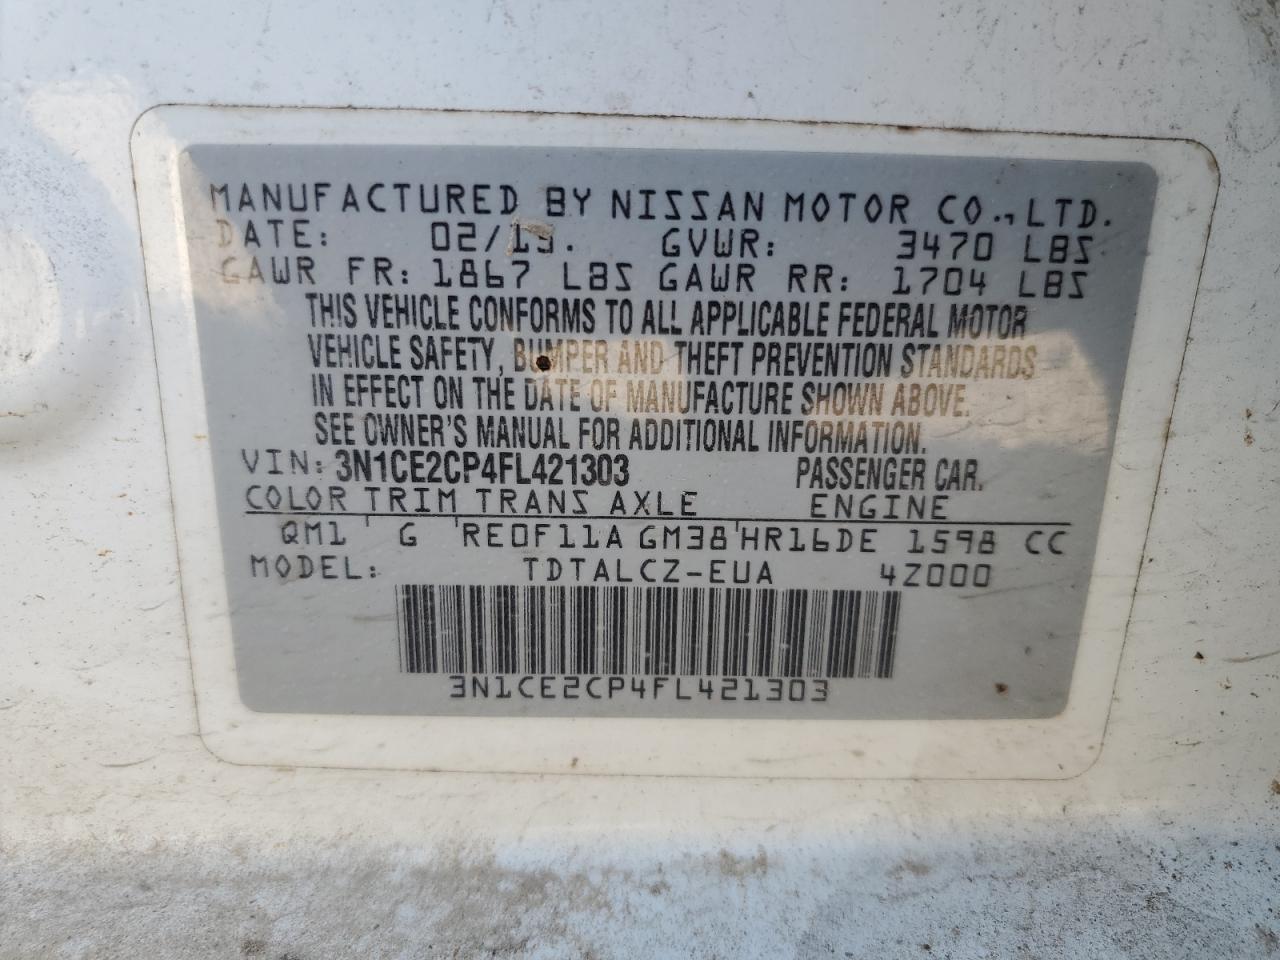 MANUFACTURED BY NISSAN MOTOR CO., LTD.
DATE: 02/15. GVWR: 3470 LBS
GAWR FR: 1867 LBS GAWR RR: 1704 LBS
THIS VEHICLE CONFORMS TO ALL APPLICABLE FEDERAL MOTOR
VEHICLE SAFETY, BUMPER AND THEFT PREVENTION STANDARDS
IN EFFECT ON THE DATE OF MANUFACTURE SHOWN ABOVE.
SEE OWNER'S MANUAL FOR ADDITIONAL INFORMATION.
VIN: 3N1CE2CP4FL421303 PASSENGER CAR.
COLOR TRIM TRANS AXLE ENGINE
QM1 ' G ' RE0F11A GM38 ' HR16DE 1598 CC
MODEL: TDTALCZ-EUA 4Z000
3N1CE2CP4FL421303